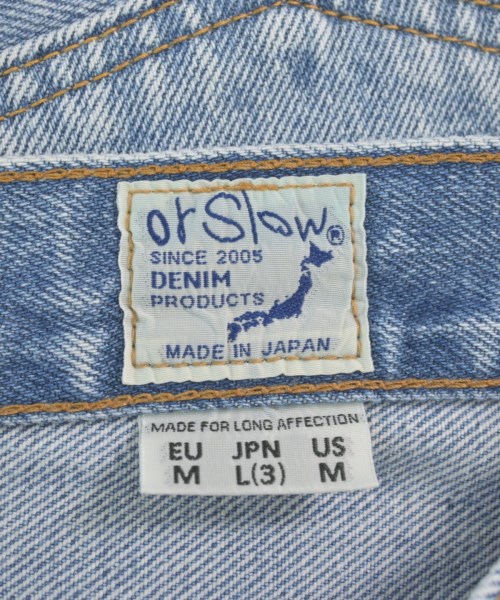 orSlow®
SINCE 2005
DENIM
PRODUCTS
MADE IN JAPAN
MADE FOR LONG AFFECTION
EU JPN US
M L(3) M